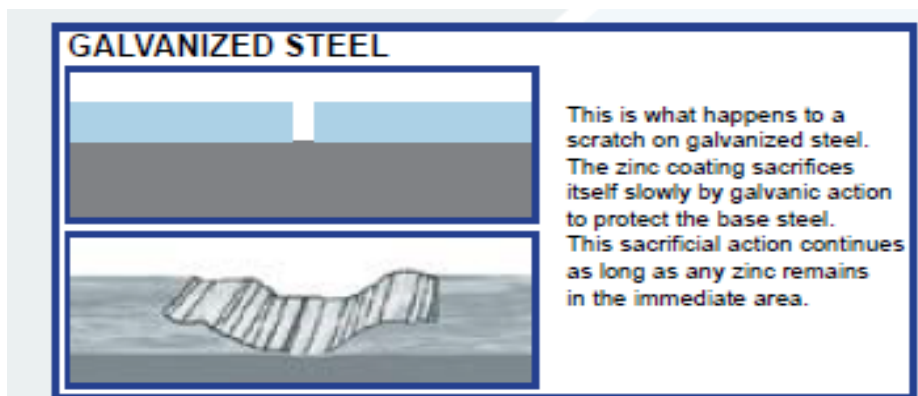 GALVANIZED STEEL
This is what happens to a
scratch on galvanized steel.
The zinc coating sacrifices
itself slowly by galvanic action
to protect the base steel.
This sacrificial action continues
as long as any zinc remains
in the immediate area.